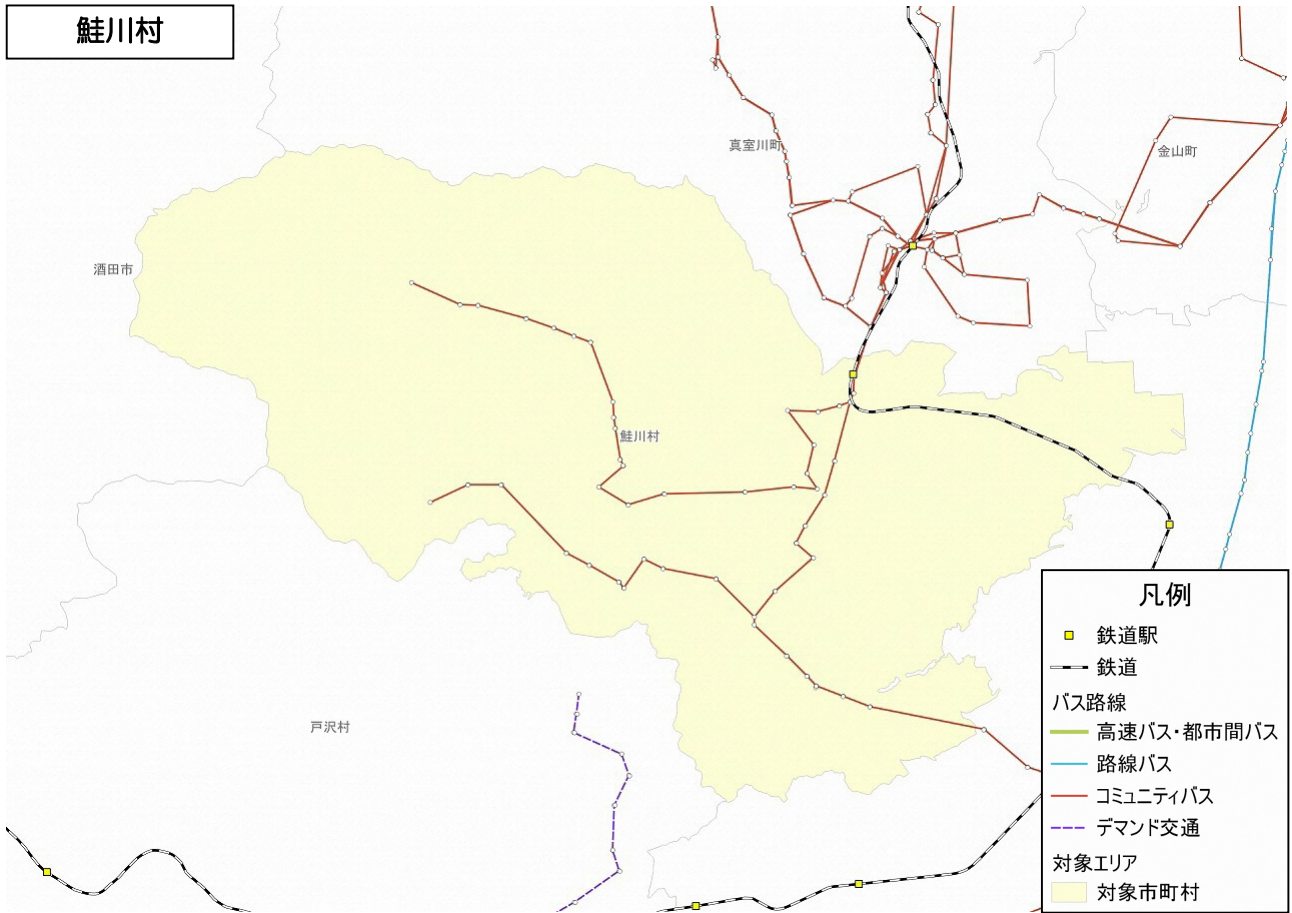 鮭川村
真室川町
金山町
酒田市
鮭川村
戸沢村
凡例
鉄道駅
鉄道
バス路線
高速バス・都市間バス
路線バス
コミュニティバス
デマンド交通
対象エリア
対象市町村